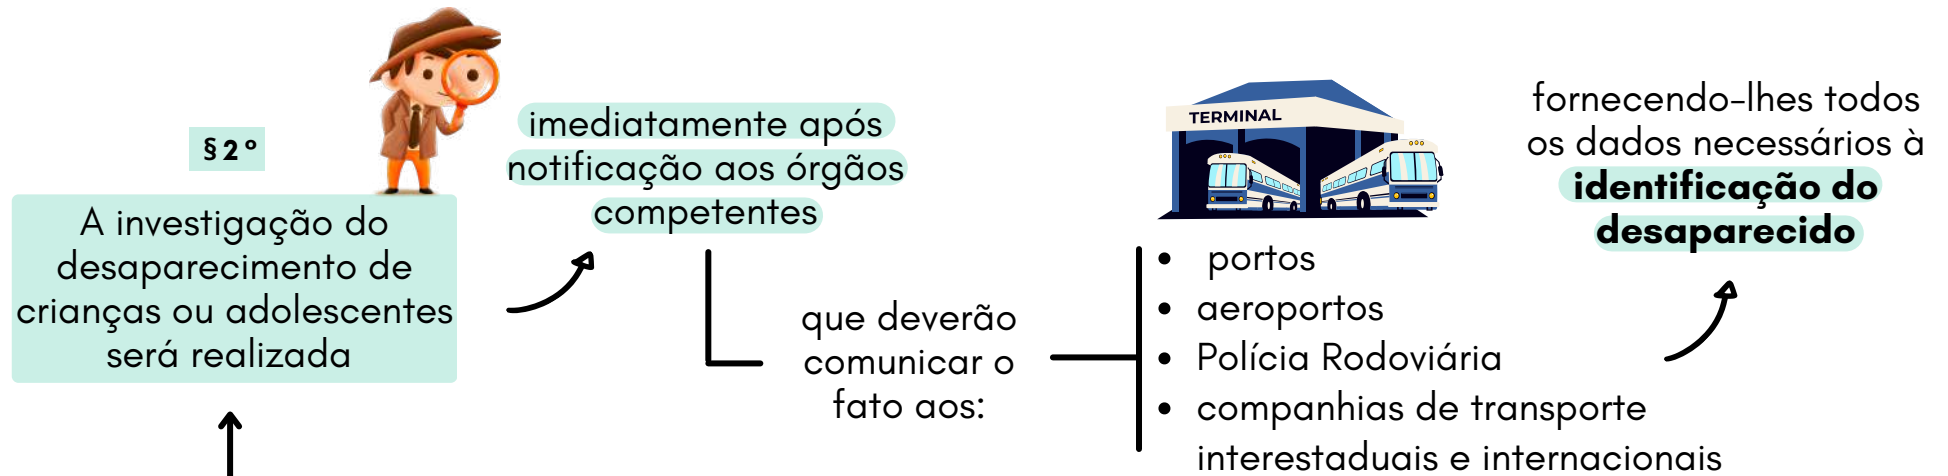 § 2º
A investigação do
desaparecimento de
crianças ou adolescentes
será realizada
imediatamente após
notificação aos órgãos
competentes
que deverão
comunicar o
fato aos:
TERMINAL
• portos
• aeroportos
• Polícia Rodoviária
• companhias de transporte
interestaduais e internacionais
fornecendo-lhes todos
os dados necessários à
identificação do
desaparecido